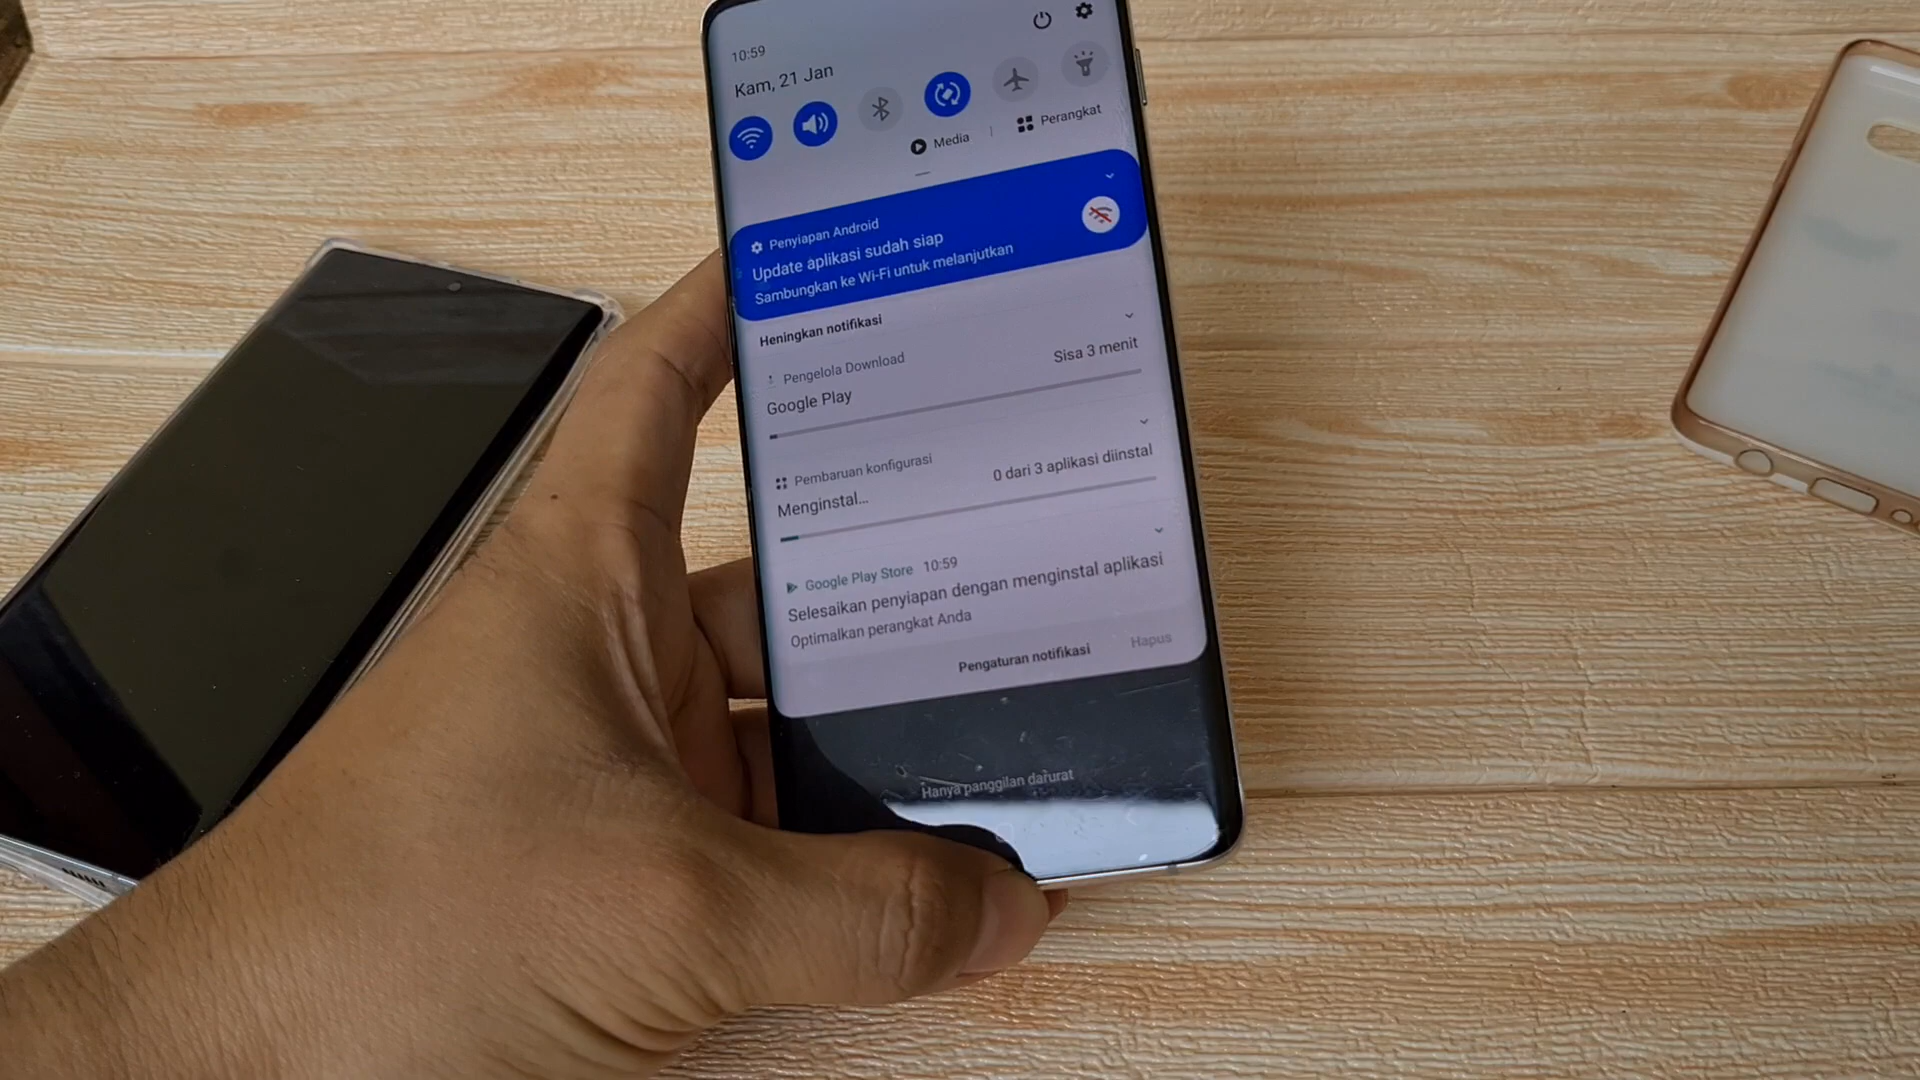 10:59
Kam, 21 Jan
Media
Perangkat
Penyiapan Android
Update aplikasi sudah siap
Sambungkan ke Wi-Fi untuk melanjutkan
Heningkan notifikasi
Pengelola Download
Google Play
Sisa 3 menit
Pembaruan konfigurasi
Menginstal...
0 dari 3 aplikasi diinstal
Google Play Store 10:59
Selesaikan penyiapan dengan menginstal aplikasi
Optimalkan perangkat Anda
Pengaturan notifikasi
Hapus
Hanya panggilan darurat